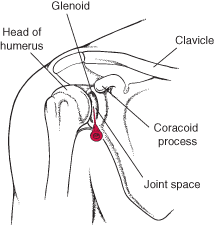 Glenoid
Head of
humerus
Clavicle
Coracoid
process
Joint space